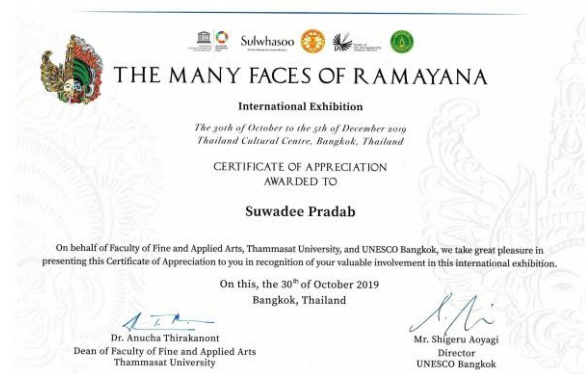 Sulwhasoo
THE MANY FACES OF RAMAYANA
International Exhibition
The 30th of October to the 5th of December 2019
Thailand Cultural Centre, Bangkok, Thailand
CERTIFICATE OF APPRECIATION
AWARDED TO
Suwadee Pradab
On behalf of Faculty of Fine and Applied Arts, Thammasat University, and UNESCO Bangkok, we take great pleasure in
presenting this Certificate of Appreciation to you in recognition of your valuable involvement in this international exhibition.
On this, the 30th of October 2019
Bangkok, Thailand
Dr. Anucha Thirakanont
Dean of Faculty of Fine and Applied Arts
Thammasat University
Mr. Shigeru Aoyagi
Director
UNESCO Bangkok